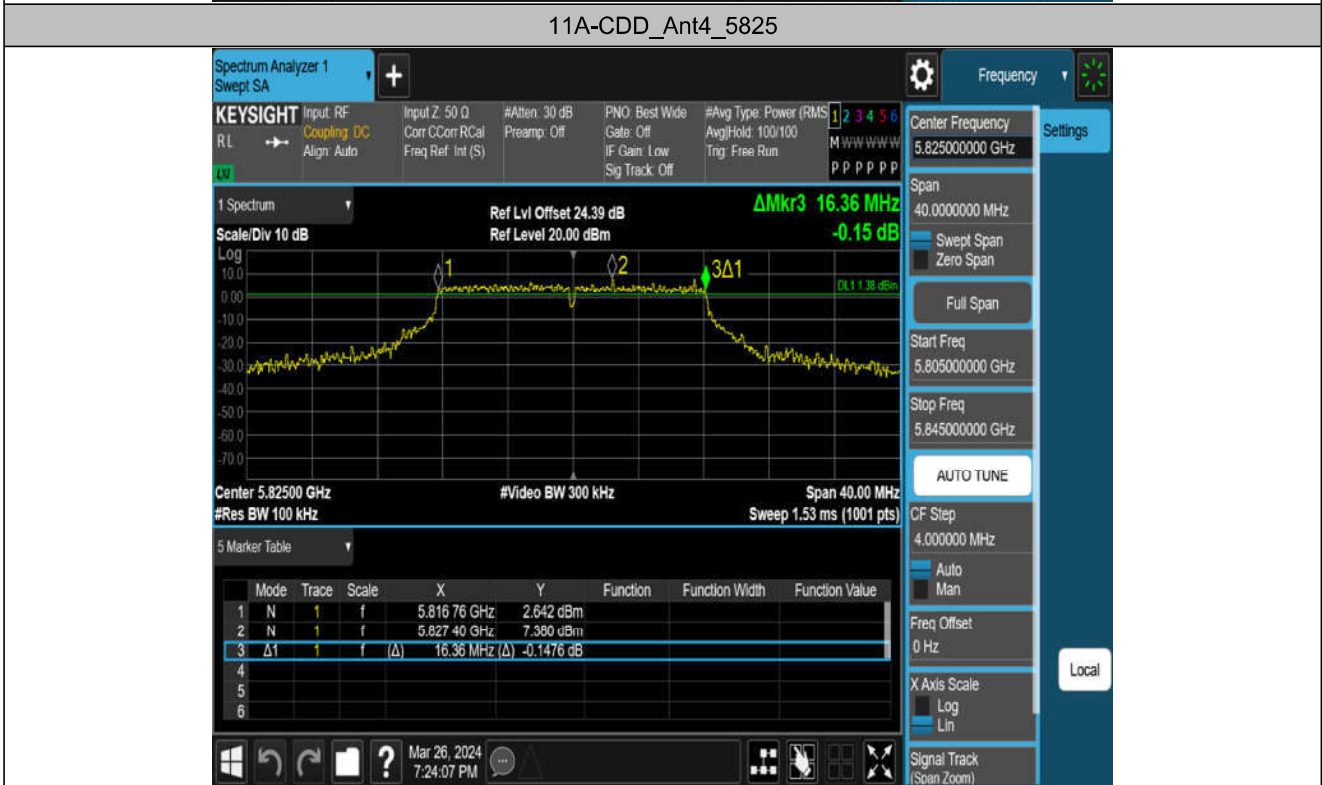 11A-CDD_Ant4_5825
Spectrum Analyzer 1
Swept SA
+
Frequency
KEYSIGHT
RL
LXI
Input: RF
Coupling: DC
Align: Auto
Input Z: 50 Ω
Corr CCorr RCal
Freq Ref: Int (S)
#Atten: 30 dB
Preamp: Off
PNO: Best Wide
Gate: Off
IF Gain: Low
Sig Track: Off
#Avg Type: Power (RMS
Avg|Hold: 100/100
Trig: Free Run
1 2 3 4 5 6
M W W W W W
P P P P P P
1 Spectrum
Scale/Div 10 dB
Ref Lvl Offset 24.39 dB
Ref Level 20.00 dBm
ΔMkr3 16.36 MHz
-0.15 dB
Log
10.0
0.00
-10.0
-20.0
-30.0
-40.0
-50.0
-60.0
-70.0
1
2
3Δ1
DL1 1.38 dBm
Center 5.82500 GHz
#Res BW 100 kHz
#Video BW 300 kHz
Span 40.00 MHz
Sweep 1.53 ms (1001 pts)
5 Marker Table
Mode Trace Scale X Y Function Function Width Function Value
1 N 1 f 5.816 76 GHz 2.642 dBm
2 N 1 f 5.827 40 GHz 7.380 dBm
3 Δ1 1 f (Δ) 16.36 MHz (Δ) -0.1476 dB
4
5
6
?
Mar 26, 2024
7:24:07 PM
Center Frequency
5.825000000 GHz
Settings
Span
40.0000000 MHz
Swept Span
Zero Span
Full Span
Start Freq
5.805000000 GHz
Stop Freq
5.845000000 GHz
AUTO TUNE
CF Step
4.000000 MHz
Auto
Man
Freq Offset
0 Hz
X Axis Scale
Log
Lin
Local
Signal Track
(Span Zoom)